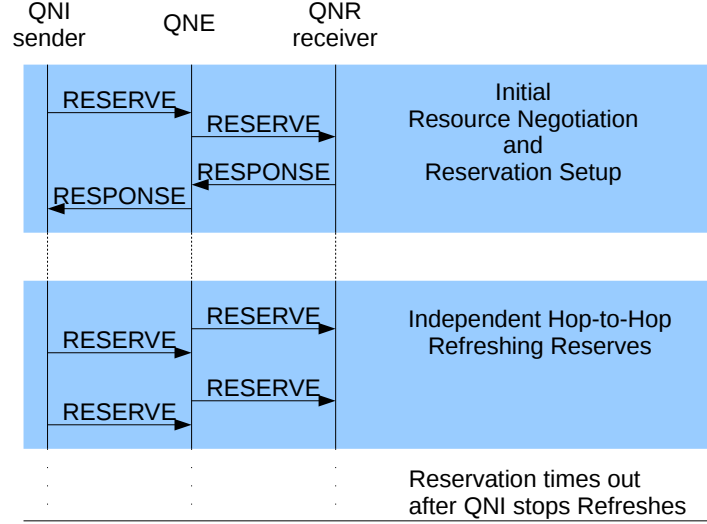 QNI
sender
QNE
QNR
receiver
RESERVE
RESERVE
RESPONSE
RESPONSE
Initial
Resource Negotiation
and
Reservation Setup
RESERVE
RESERVE
RESERVE
RESERVE
Independent Hop-to-Hop
Refreshing Reserves
Reservation times out
after QNI stops Refreshes